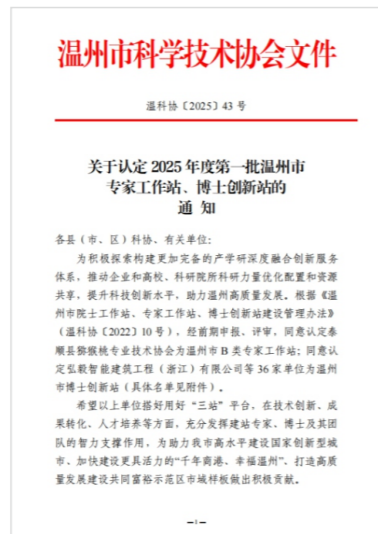 温州市科学技术协会文件
温科协〔2025〕43 号
关于认定 2025 年度第一批温州市
专家工作站、博士创新站的
通 知
各县（市、区）科协、有关单位：
为积极探索构建更加完备的产学研深度融合创新服务
体系，推动企业和高校、科研院所科研力量优化配置和资源
共享，提升科技创新水平，助力温州高质量发展。根据《温
州市院士工作站、专家工作站、博士创新站建设管理办法》
（温科协〔2022〕10 号），经前期申报、评审，同意认定泰
顺县猕猴桃专业技术协会为温州市 B 类专家工作站；同意认
定弘毅智能建筑工程（浙江）有限公司等 36 家单位为温州
市博士创新站（具体名单见附件）。
希望以上单位搭好用好“三站”平台，在技术创新、成
果转化、人才培养等方面，充分发挥建站专家、博士及其团
队的智力支撑作用，为助力我市高水平建设国家创新型城
市、加快建设更具活力的“千年商港、幸福温州”、打造高质
量发展建设共同富裕示范区市域样板做出积极贡献。
—1—